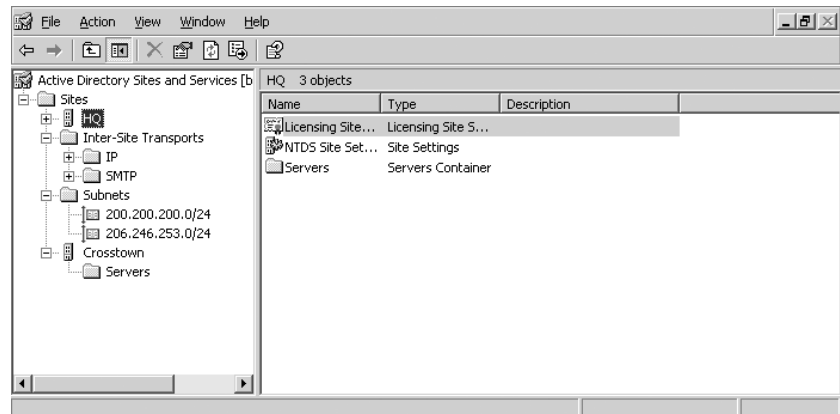 File Action View Window Help
Active Directory Sites and Services [b
Sites
HQ
Inter-Site Transports
IP
SMTP
Subnets
200.200.200.0/24
206.246.253.0/24
Crosstown
Servers
HQ 3 objects
Name Type Description
Licensing Site... Licensing Site S...
NTDS Site Set... Site Settings
Servers Servers Container